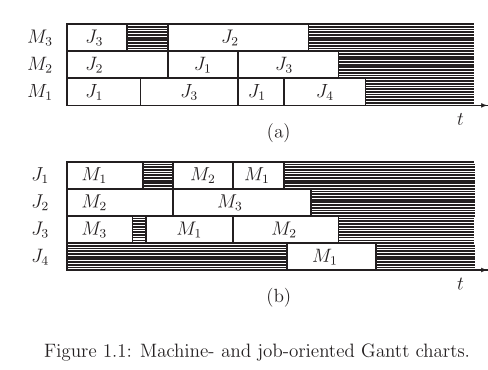 M₃ J₃ J₂
M₂ J₂ J₁ J₃
M₁ J₁ J₃ J₁ J₄
t
(a)
J₁ M₁ M₂ M₁
J₂ M₂ M₃
J₃ M₃ M₁ M₂
J₄ M₁
t
(b)
Figure 1.1: Machine- and job-oriented Gantt charts.